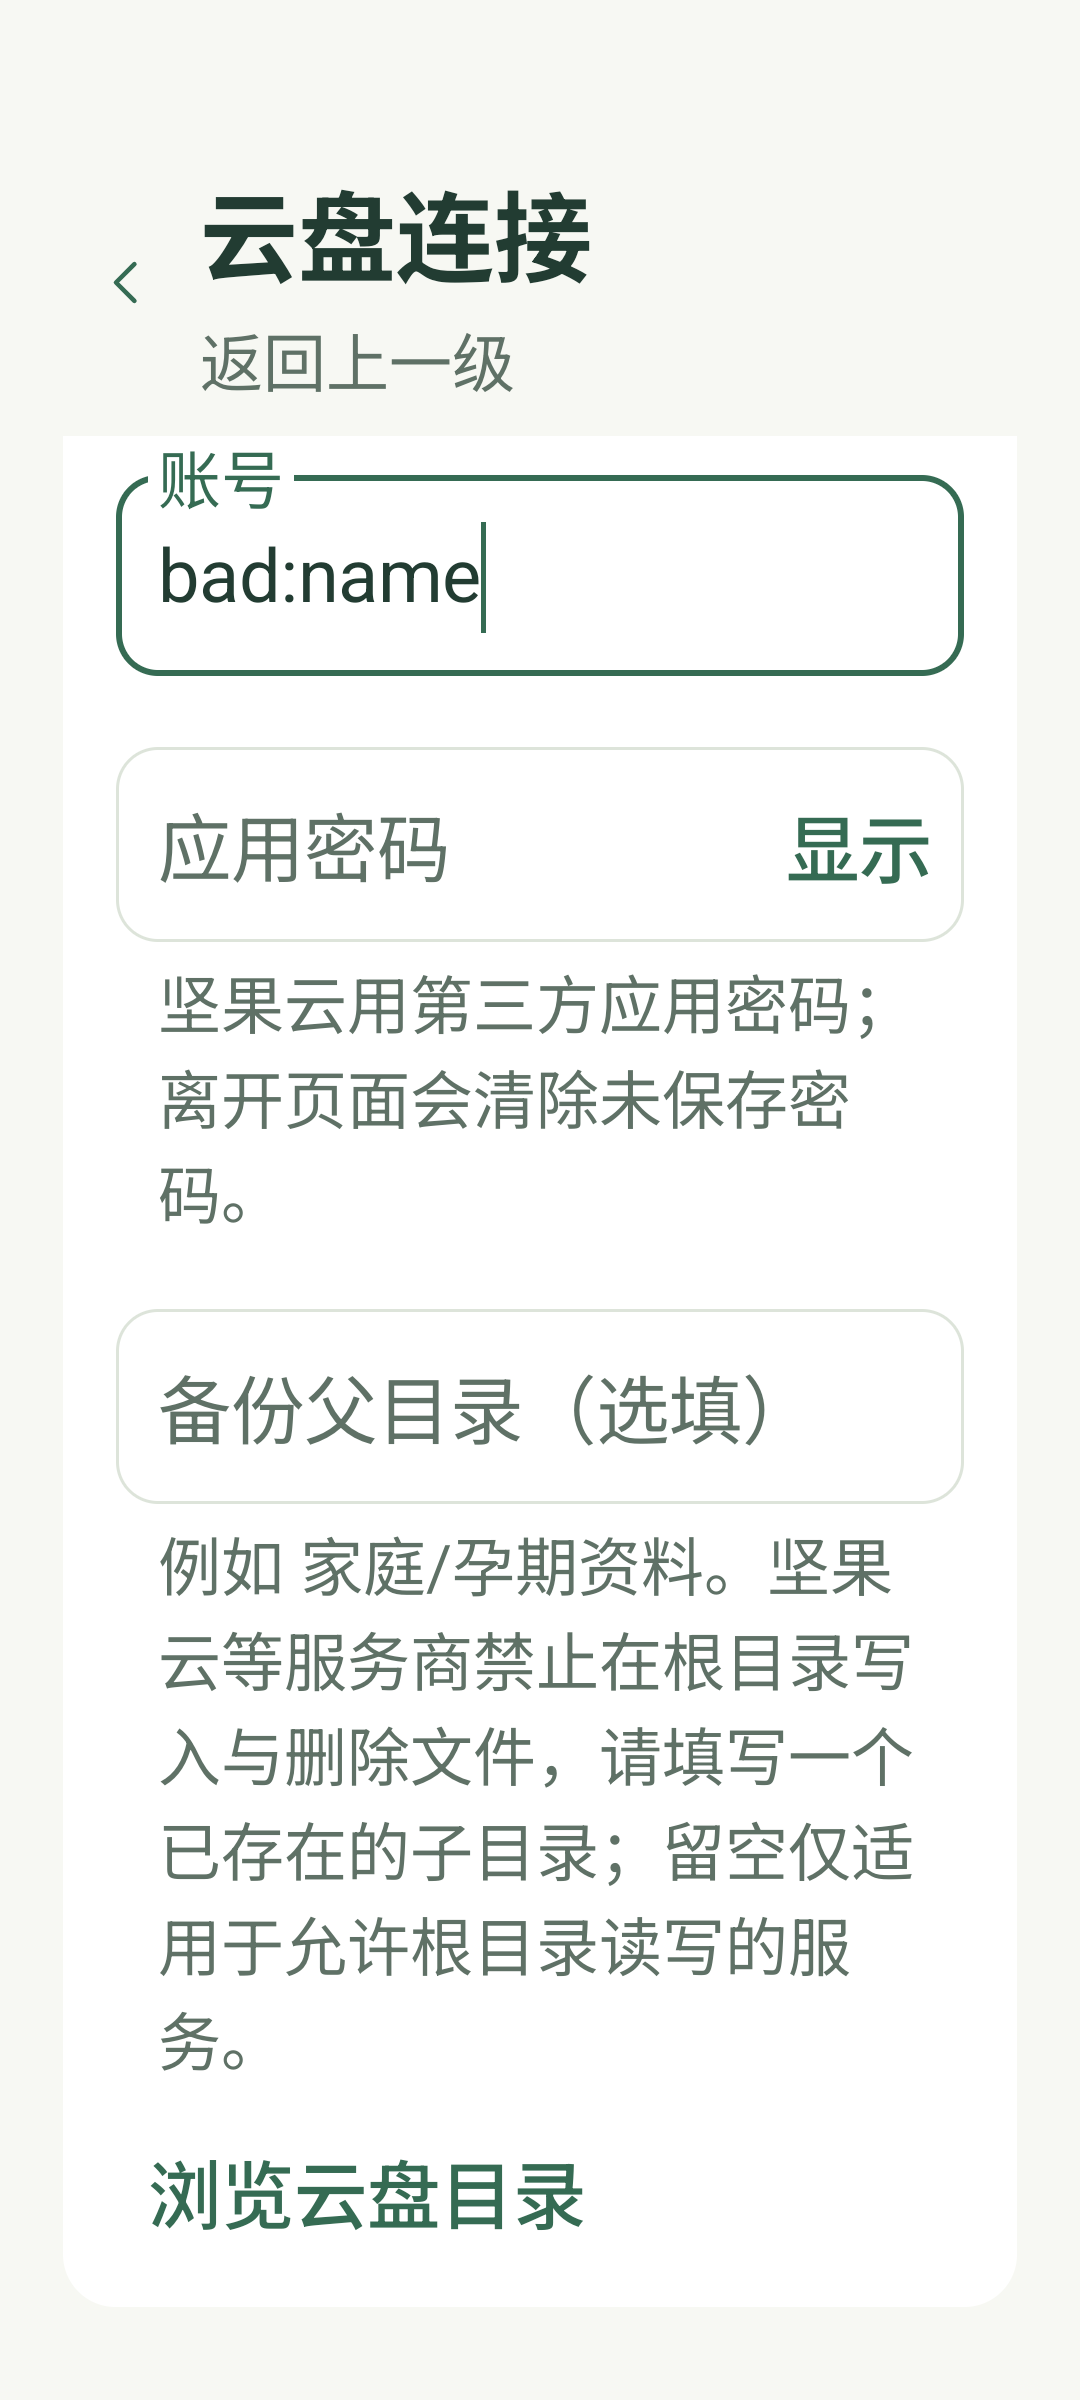 云盘连接
返回上一级
账号
bad:name
应用密码
显示
坚果云用第三方应用密码；
离开页面会清除未保存密
码。
备份父目录（选填）
例如 家庭/孕期资料。坚果
云等服务商禁止在根目录写
入与删除文件，请填写一个
已存在的子目录；留空仅适
用于允许根目录读写的服
务。
浏览云盘目录